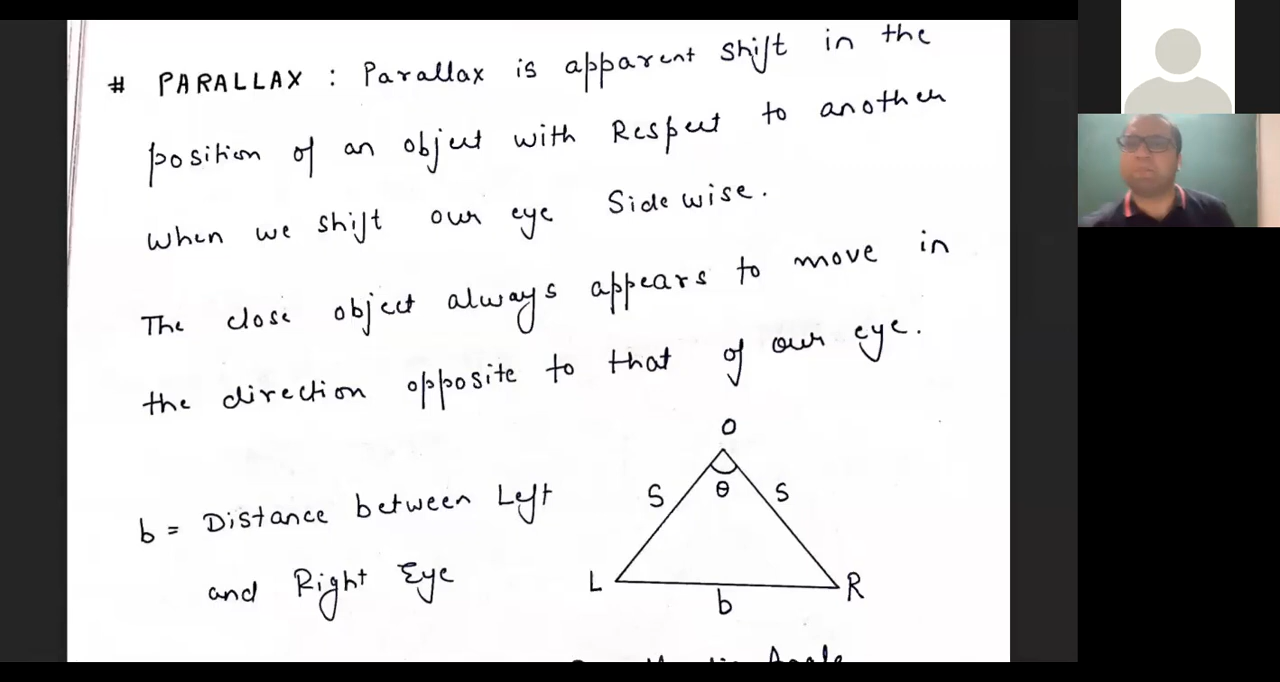 # PARALLAX : Parallax is apparent shift in the
position of an object with Respect to another
when we shift our eye Side wise.
The close object always appears to move in
the direction opposite to that of our eye.
O
S θ S
b = Distance between Left
and Right Eye
L b R
Angle